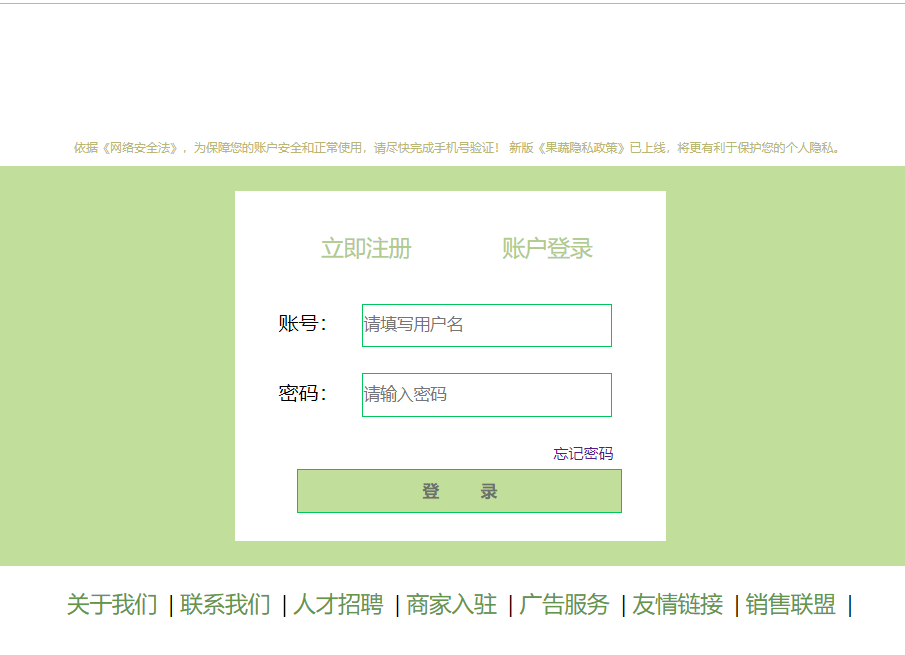 依据《网络安全法》，为保障您的账户安全和正常使用，请尽快完成手机号验证！ 新版《果蔬隐私政策》已上线，将更有利于保护您的个人隐私。
立即注册 账户登录
账号： 请填写用户名
密码： 请输入密码
忘记密码
登 录
关于我们 | 联系我们 | 人才招聘 | 商家入驻 | 广告服务 | 友情链接 | 销售联盟 |